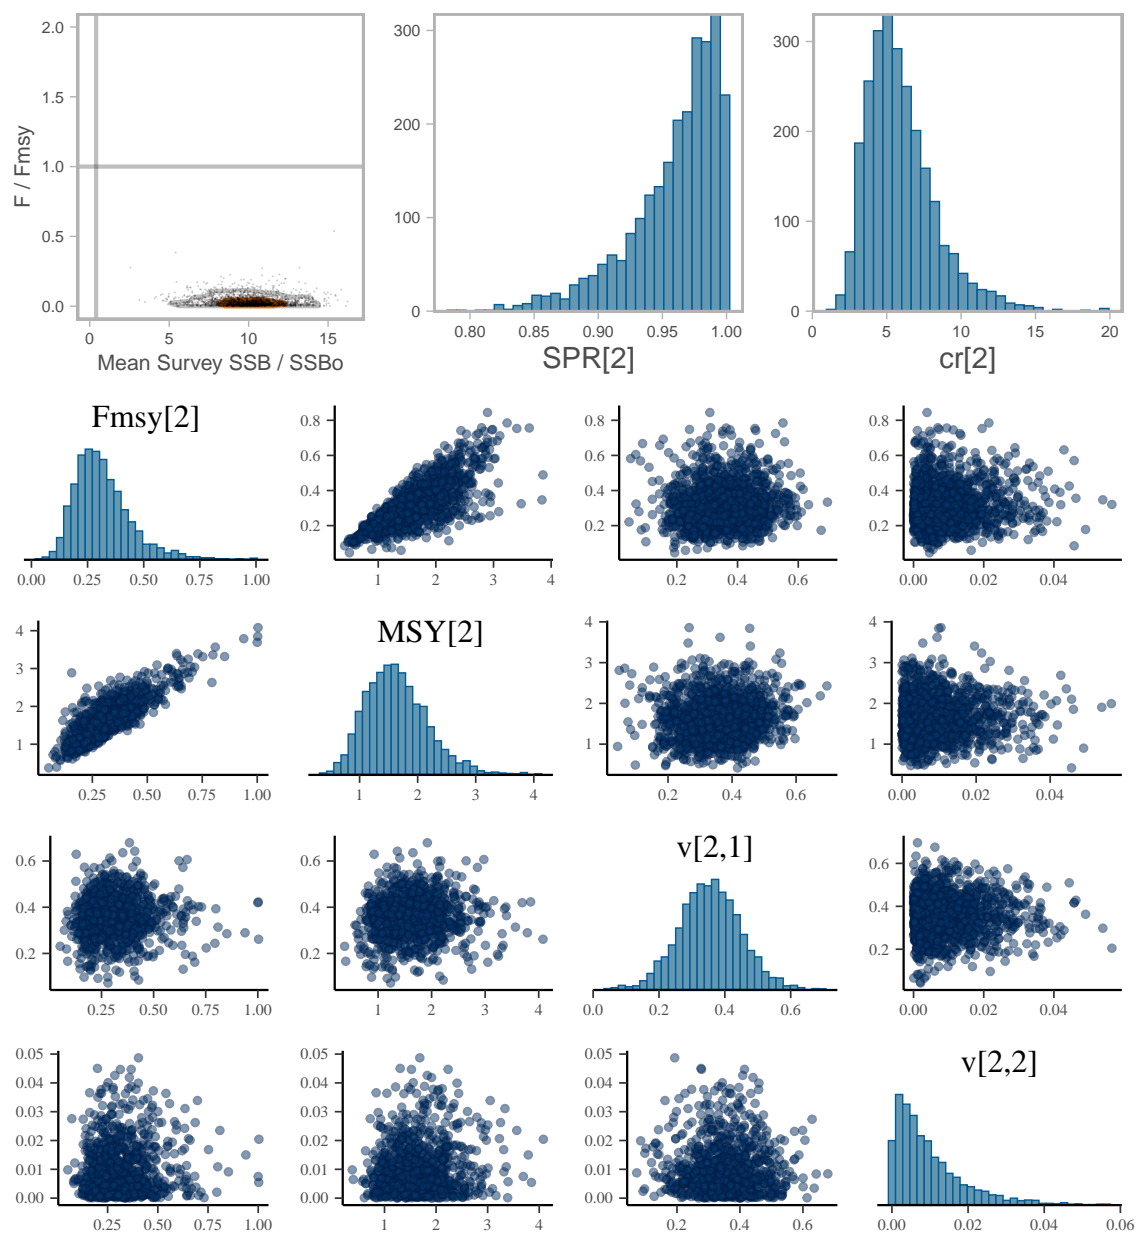 F / Fmsy
2.0
1.5
1.0
0.5
0.0
0 5 10 15
Mean Survey SSB / SSBo
300
200
100
0
0.80 0.85 0.90 0.95 1.00
SPR[2]
300
200
100
0
0 5 10 15 20
cr[2]
Fmsy[2]
0.00 0.25 0.50 0.75 1.00
0.8
0.6
0.4
0.2
1 2 3 4
0.8
0.6
0.4
0.2
0.2 0.4 0.6
0.8
0.6
0.4
0.2
0.00 0.02 0.04
4
3
2
1
0.25 0.50 0.75 1.00
MSY[2]
1 2 3 4
4
3
2
1
0.2 0.4 0.6
4
3
2
1
0.00 0.02 0.04
0.6
0.4
0.2
0.25 0.50 0.75 1.00
0.6
0.4
0.2
1 2 3 4
v[2,1]
0.0 0.2 0.4 0.6
0.6
0.4
0.2
0.00 0.02 0.04
0.05
0.04
0.03
0.02
0.01
0.00
0.25 0.50 0.75 1.00
0.05
0.04
0.03
0.02
0.01
0.00
1 2 3 4
0.05
0.04
0.03
0.02
0.01
0.00
0.2 0.4 0.6
v[2,2]
0.00 0.02 0.04 0.06